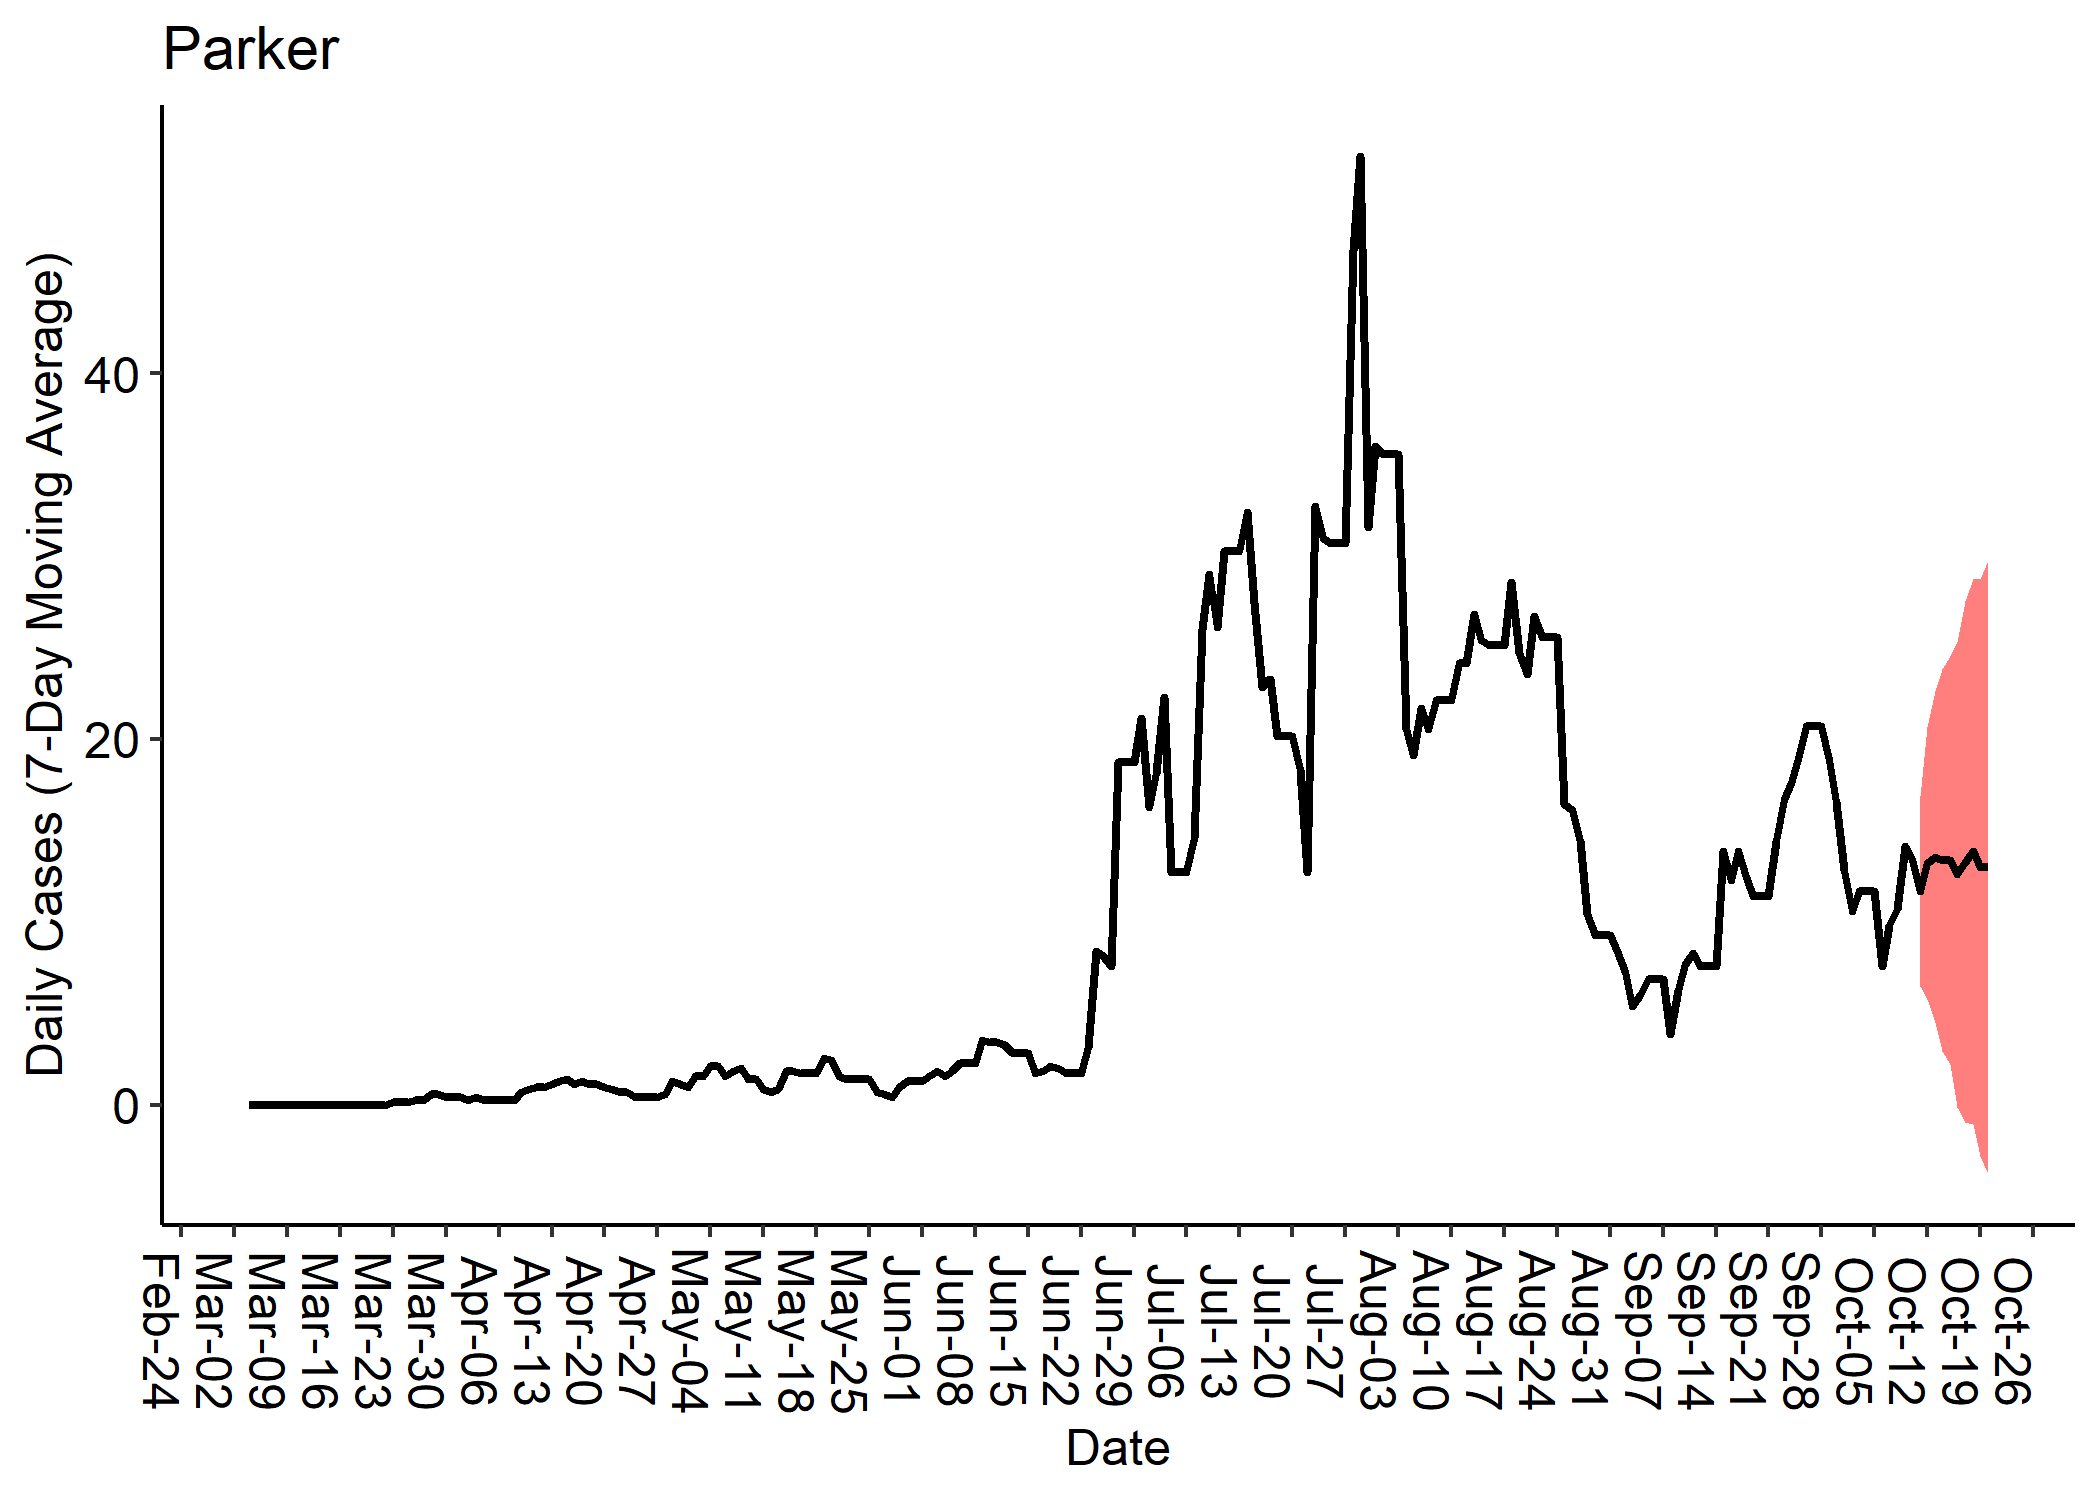 Parker
Daily Cases (7-Day Moving Average)
40
20
0
Feb-24
Mar-02
Mar-09
Mar-16
Mar-23
Mar-30
Apr-06
Apr-13
Apr-20
Apr-27
May-04
May-11
May-18
May-25
Jun-01
Jun-08
Jun-15
Jun-22
Jun-29
Jul-06
Jul-13
Jul-20
Jul-27
Aug-03
Aug-10
Aug-17
Aug-24
Aug-31
Sep-07
Sep-14
Sep-21
Sep-28
Oct-05
Oct-12
Oct-19
Oct-26
Date